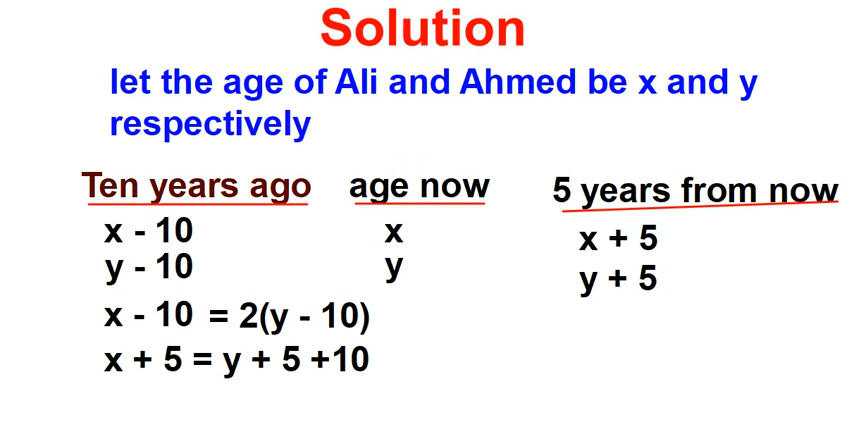 Solution
let the age of Ali and Ahmed be x and y
respectively
Ten years ago age now 5 years from now
x - 10 x x + 5
y - 10 y y + 5
x - 10 = 2(y - 10)
x + 5 = y + 5 +10